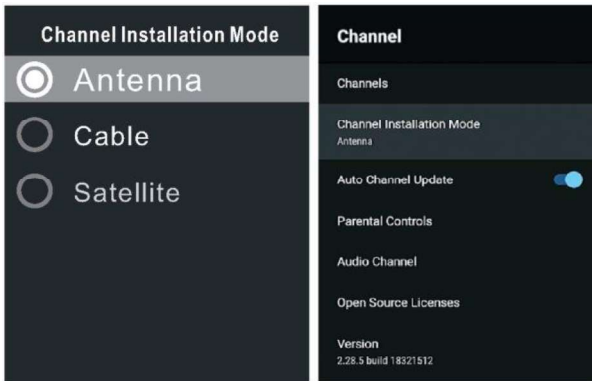 Channel Installation Mode
Antenna
Cable
Satellite
Channel
Channels
Channel Installation Mode
Antenna
Auto Channel Update
Parental Controls
Audio Channel
Open Source Licenses
Version
2.28.5 build 18321512